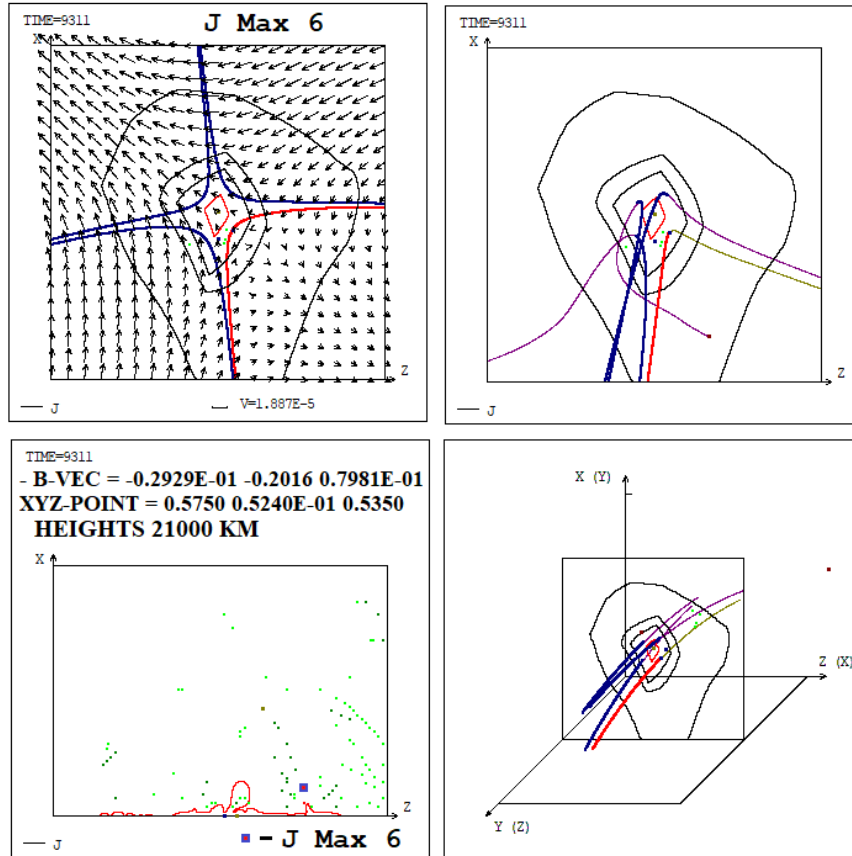 TIME=9311
J Max 6
X
Z
J
V=1.887E-5
TIME=9311
X
Z
J
TIME=9311
- B-VEC = -0.2929E-01 -0.2016 0.7981E-01
XYZ-POINT = 0.5750 0.5240E-01 0.5350
HEIGHTS 21000 KM
X
Z
J
- J Max 6
X (Y)
Z (X)
Y (Z)